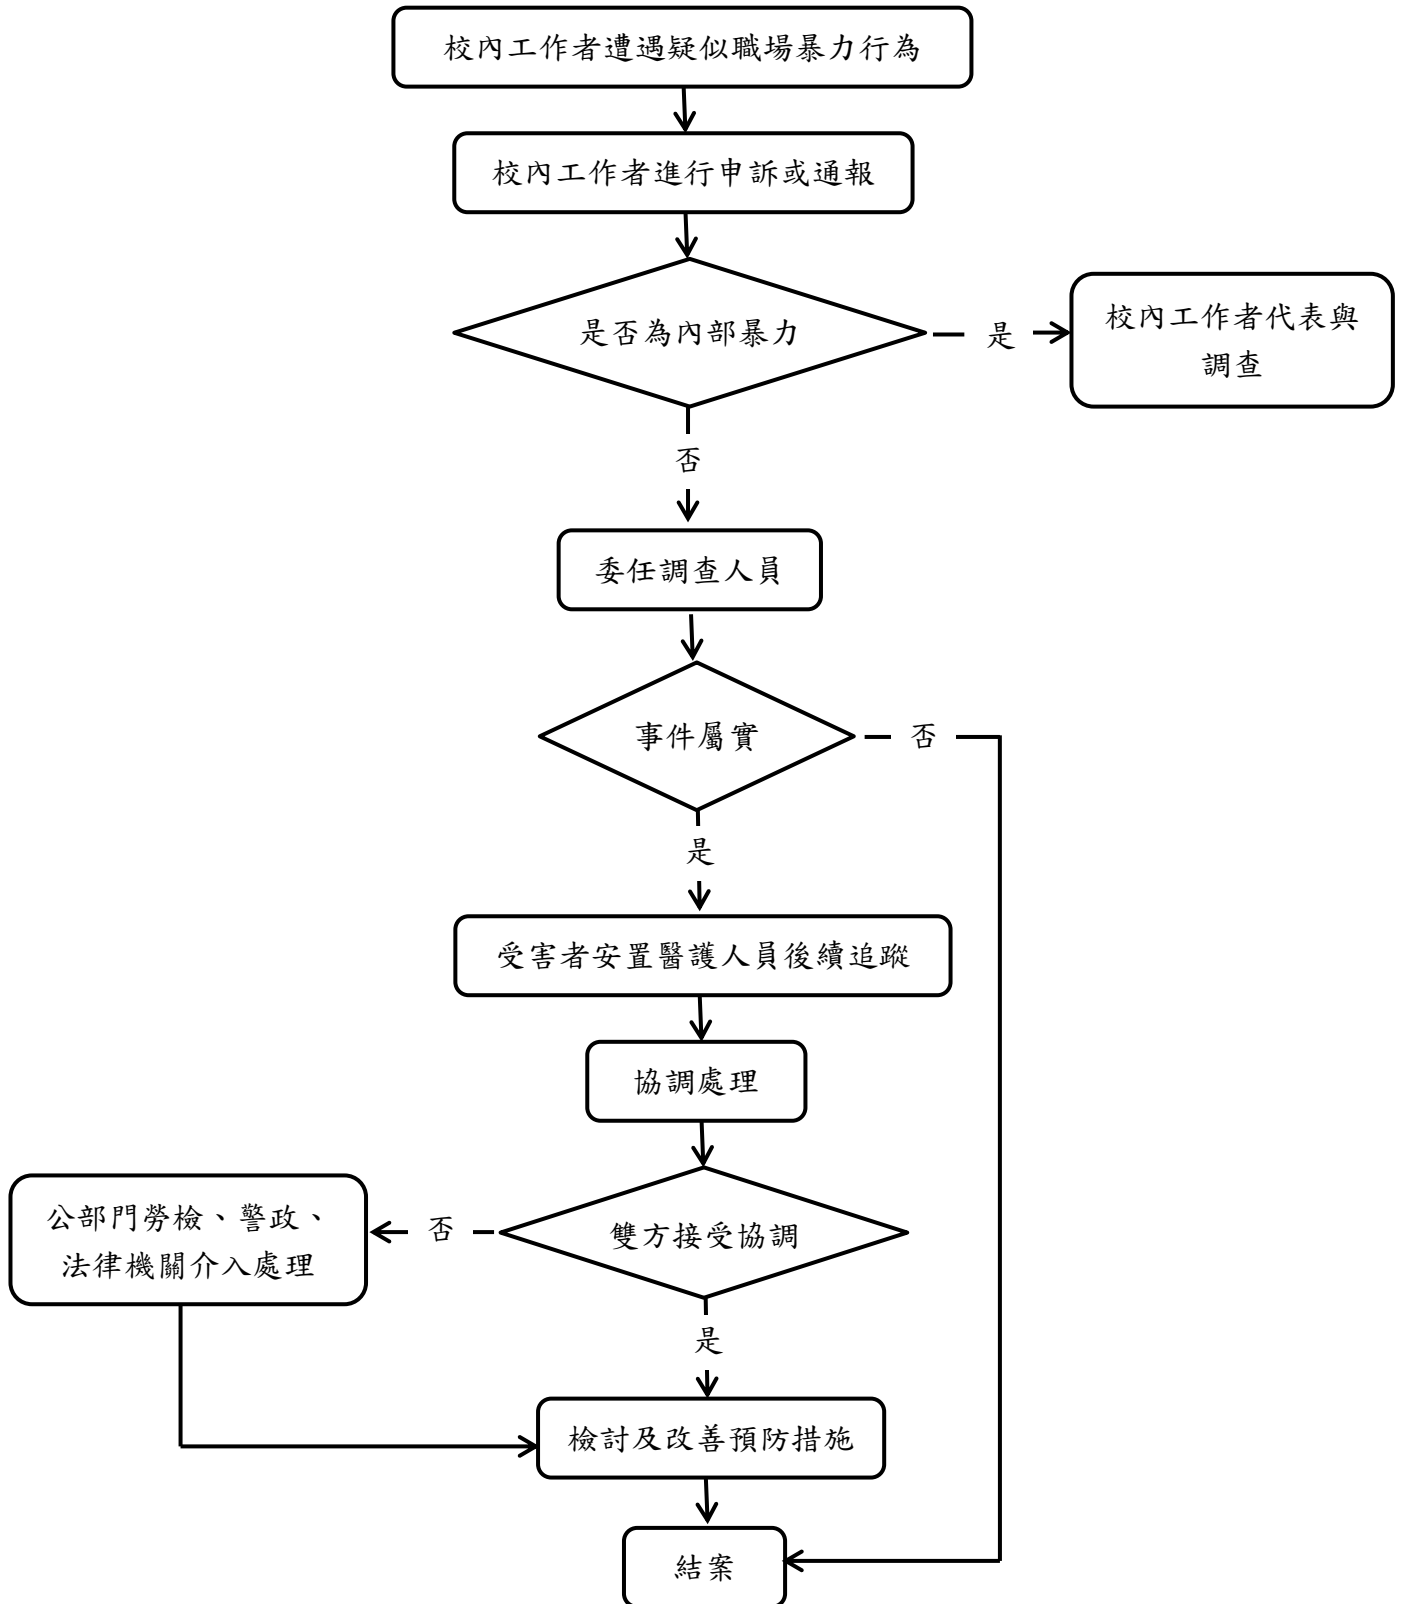 校內工作者遭遇疑似職場暴力行為
校內工作者進行申訴或通報
是否為內部暴力
是
校內工作者代表與
調查
否
委任調查人員
事件屬實
否
是
受害者安置醫護人員後續追蹤
協調處理
雙方接受協調
否
公部門勞檢、警政、
法律機關介入處理
是
檢討及改善預防措施
結案